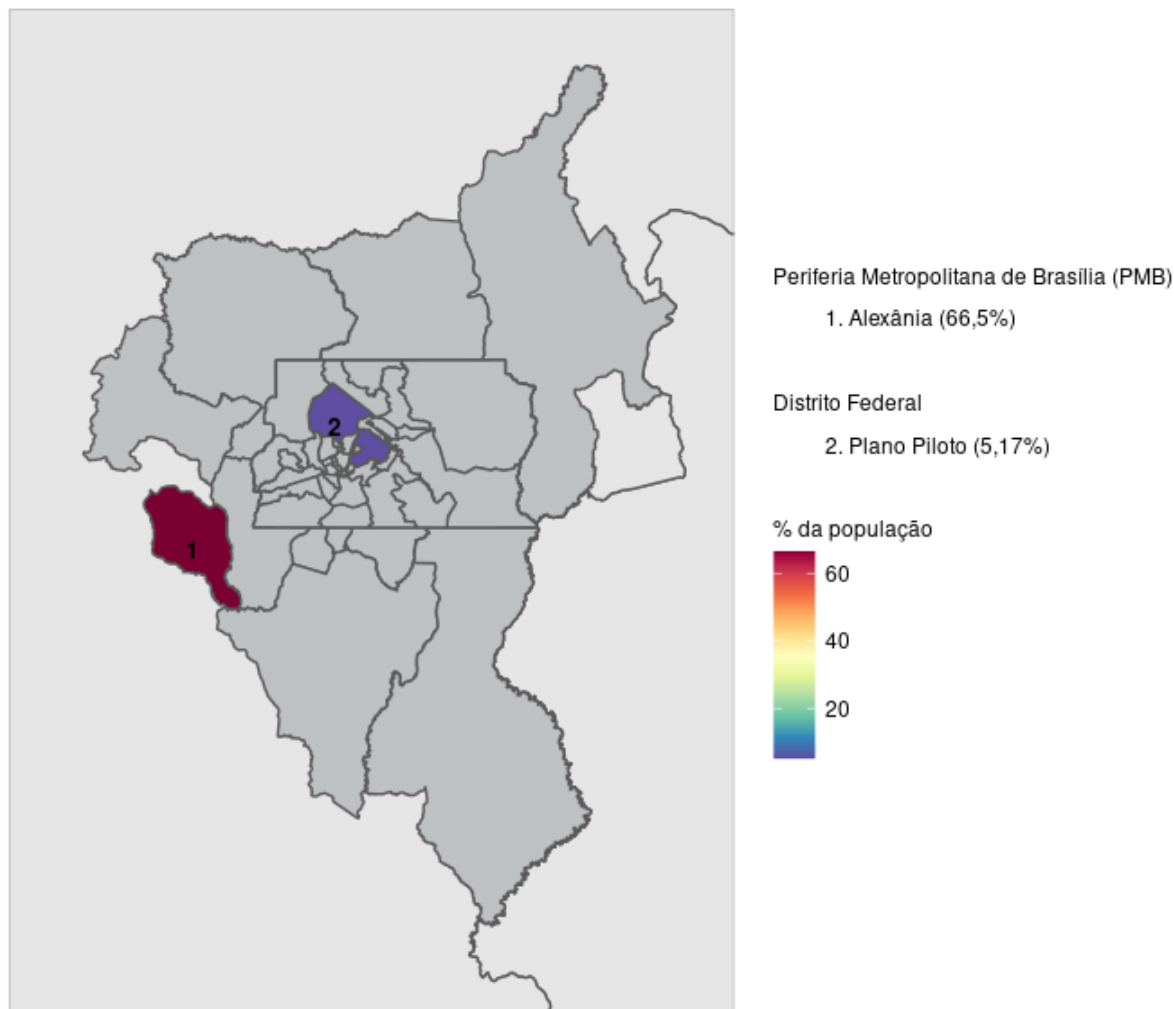 Periferia Metropolitana de Brasília (PMB)
1. Alexânia (66,5%)
Distrito Federal
2. Plano Piloto (5,17%)
% da população
60
40
20
2
1